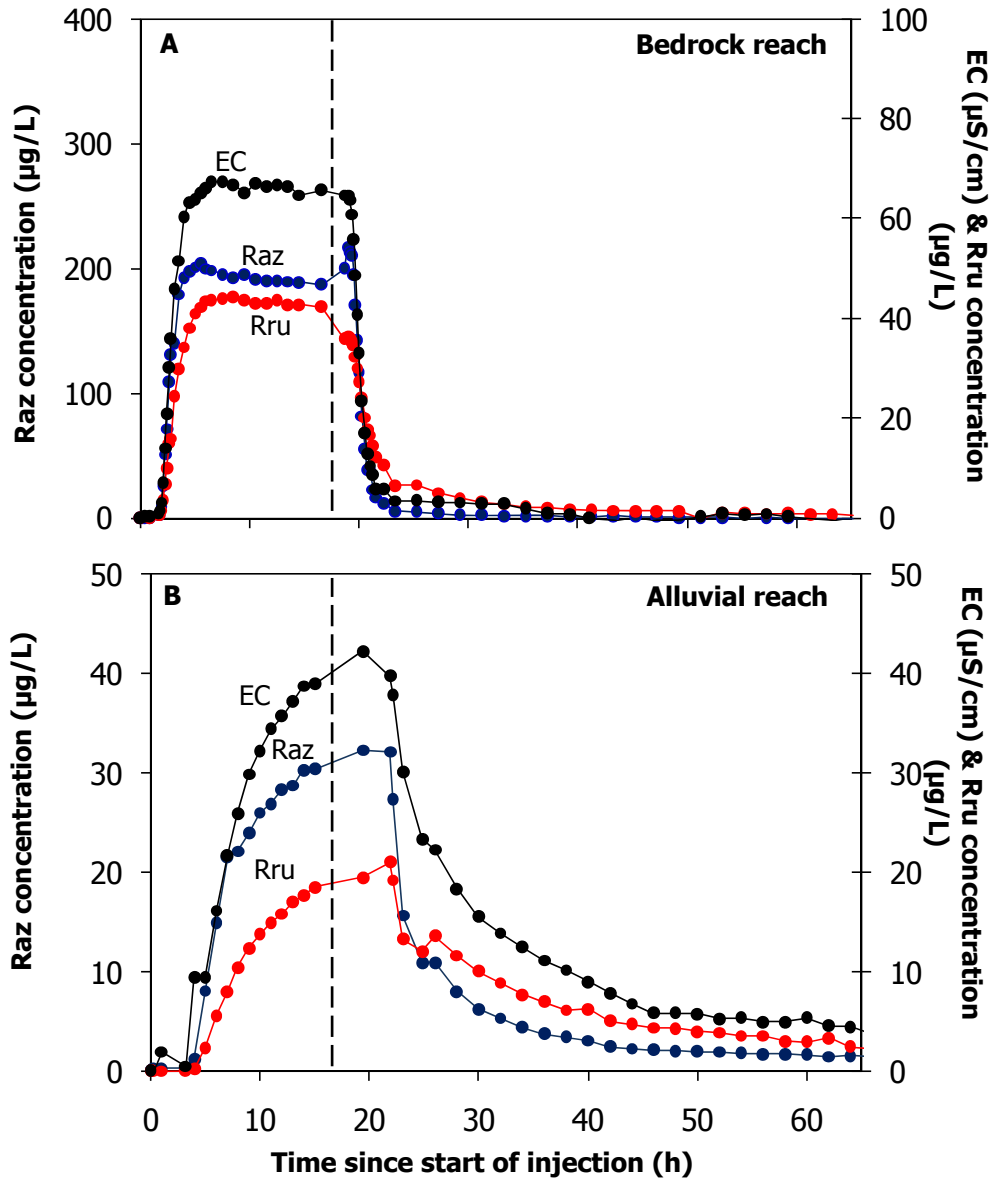 A
Bedrock reach
400
300
200
100
0
Raz concentration (µg/L)
100
80
60
40
20
0
EC (µS/cm) & Rru concentration
(µg/L)
EC
Raz
Rru
B
Alluvial reach
50
40
30
20
10
0
Raz concentration (µg/L)
50
40
30
20
10
0
EC (µS/cm) & Rru concentration
(µg/L)
EC
Raz
Rru
0 10 20 30 40 50 60
Time since start of injection (h)